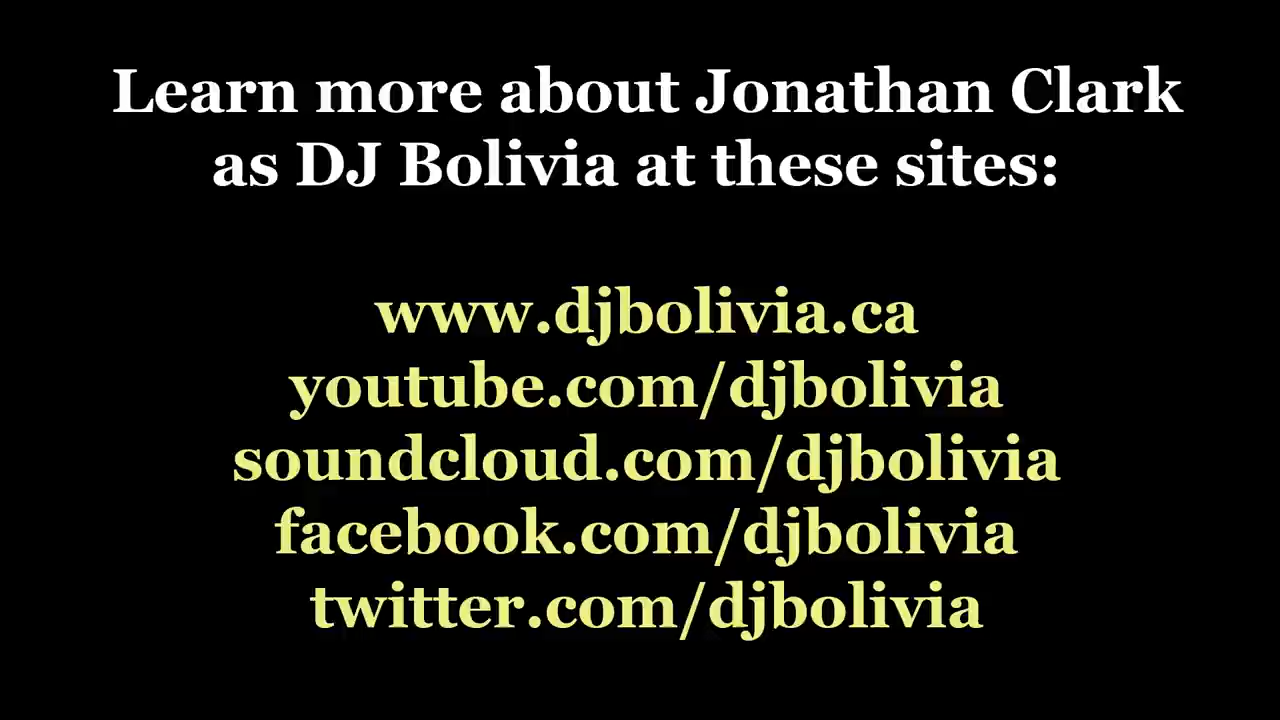 Learn more about Jonathan Clark
as DJ Bolivia at these sites:
www.djbolivia.ca
youtube.com/djbolivia
soundcloud.com/djbolivia
facebook.com/djbolivia
twitter.com/djbolivia